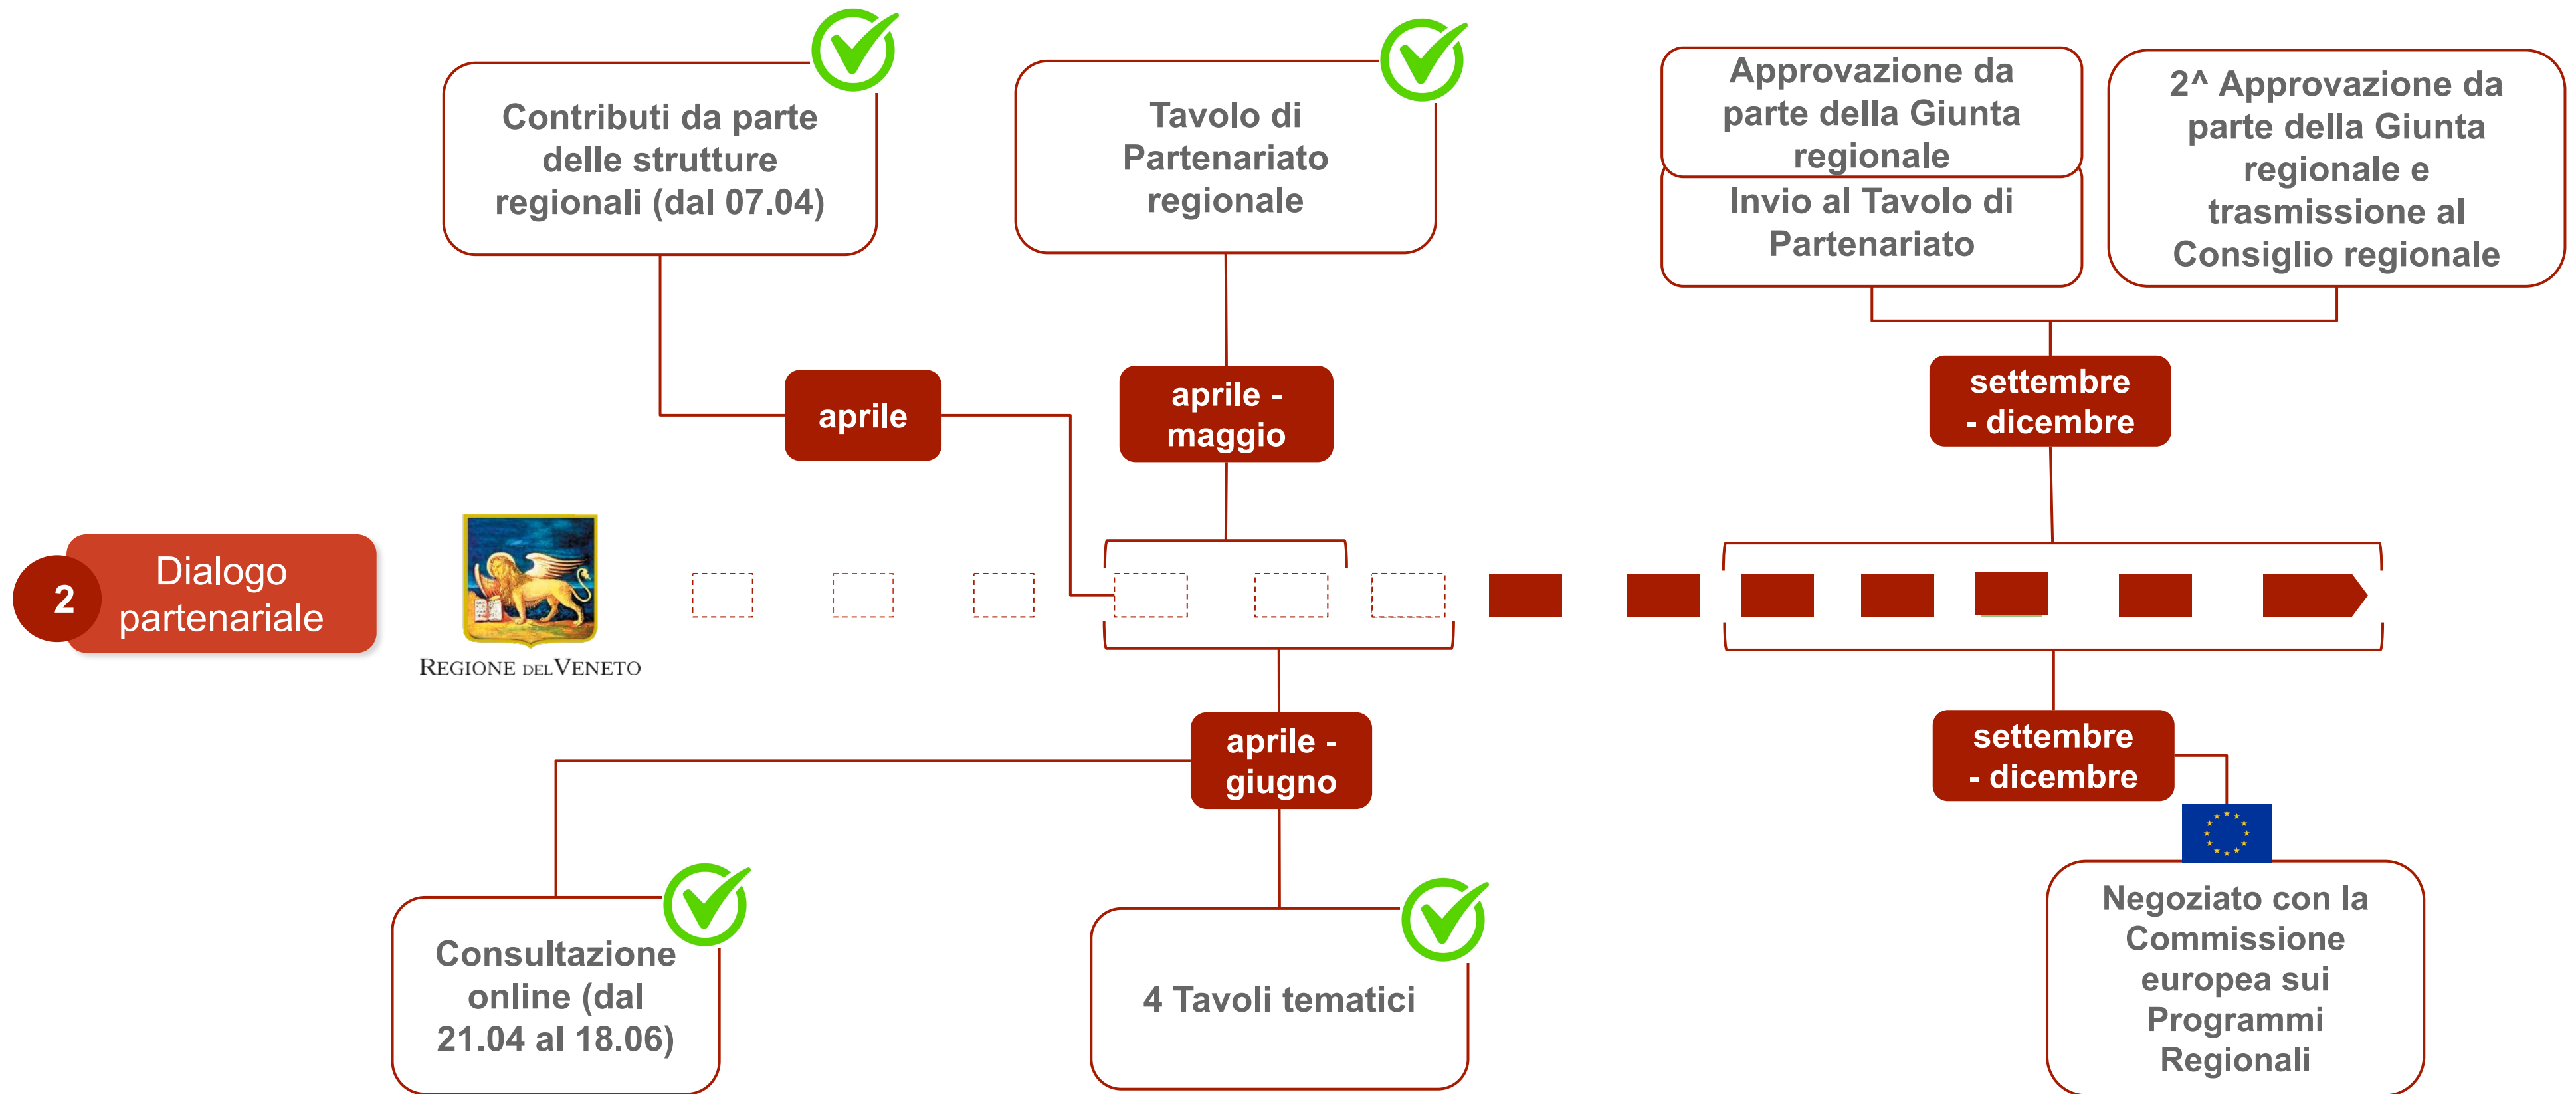 Contributi da parte
delle strutture
regionali (dal 07.04)
Tavolo di
Partenariato
regionale
Approvazione da
parte della Giunta
regionale
Invio al Tavolo di
Partenariato
2^ Approvazione da
parte della Giunta
regionale e
trasmissione al
Consiglio regionale
aprile
aprile -
maggio
settembre
- dicembre
2
Dialogo
partenariale
REGIONE DEL VENETO
aprile -
giugno
settembre
- dicembre
Consultazione
online (dal
21.04 al 18.06)
4 Tavoli tematici
Negoziato con la
Commissione
europea sui
Programmi
Regionali